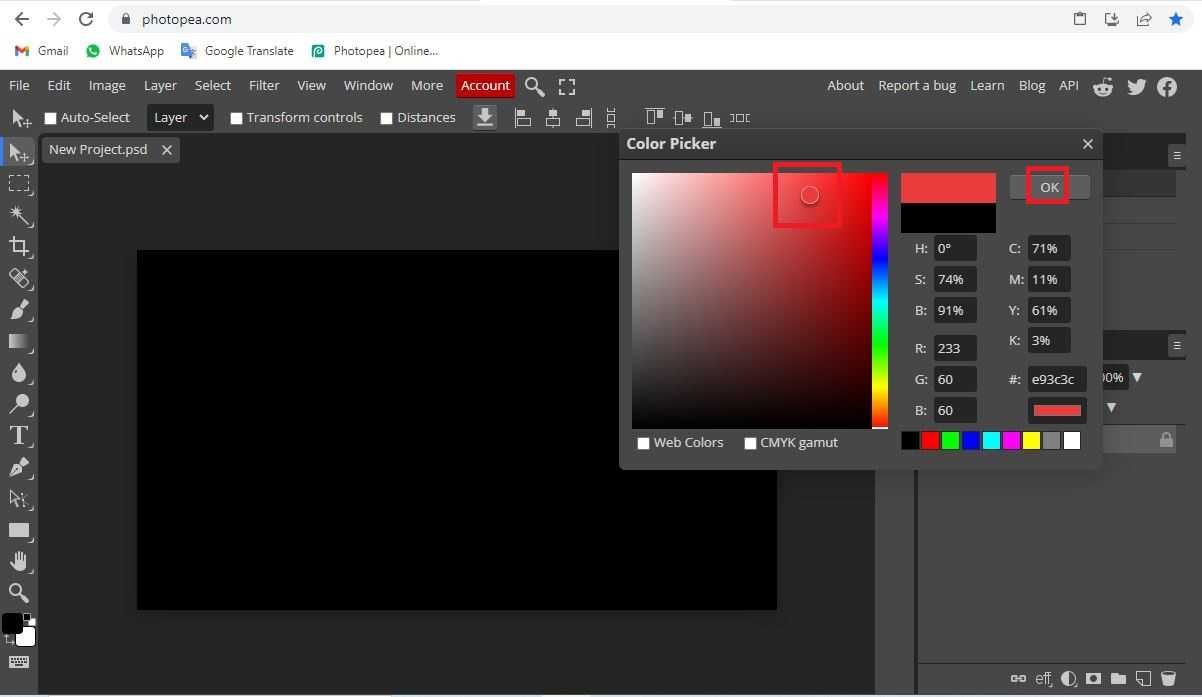 photopea.com
Gmail WhatsApp Google Translate Photopea | Online...
File Edit Image Layer Select Filter View Window More Account About Report a bug Learn Blog API
Auto-Select Layer Transform controls Distances
New Project.psd
Color Picker
OK
H: 0° C: 71%
S: 74% M: 11%
B: 91% Y: 61%
K: 3%
R: 233
G: 60 #: e93c3c
B: 60
00%
Web Colors CMYK gamut
T
eff